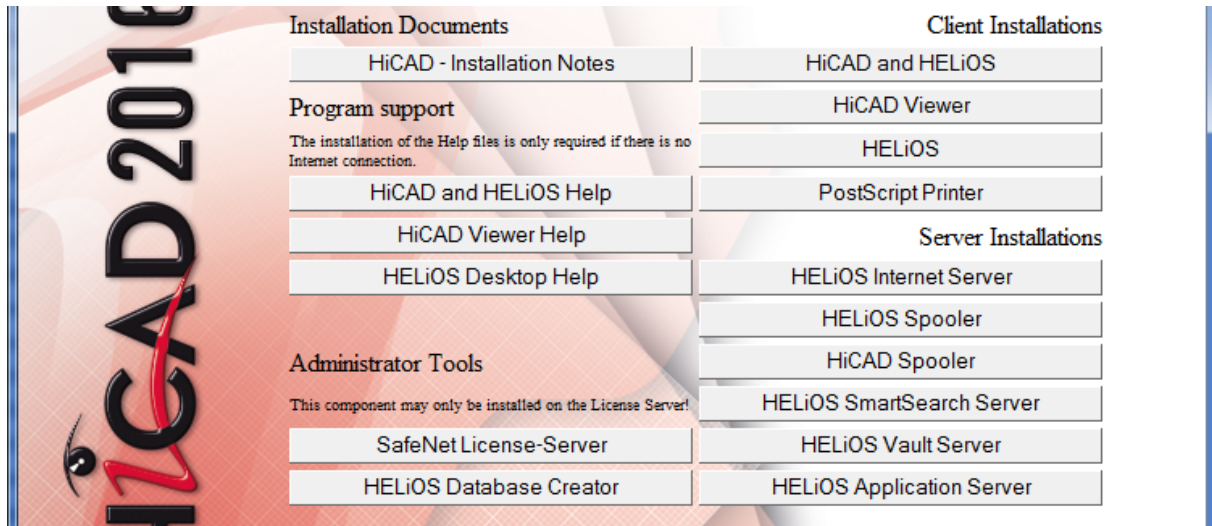 HiCAD 201
Installation Documents
HiCAD - Installation Notes
Program support
The installation of the Help files is only required if there is no
Internet connection.
HiCAD and HELiOS Help
HiCAD Viewer Help
HELiOS Desktop Help
Administrator Tools
This component may only be installed on the License Server!
SafeNet License-Server
HELiOS Database Creator
Client Installations
HiCAD and HELiOS
HiCAD Viewer
HELiOS
PostScript Printer
Server Installations
HELiOS Internet Server
HELiOS Spooler
HiCAD Spooler
HELiOS SmartSearch Server
HELiOS Vault Server
HELiOS Application Server